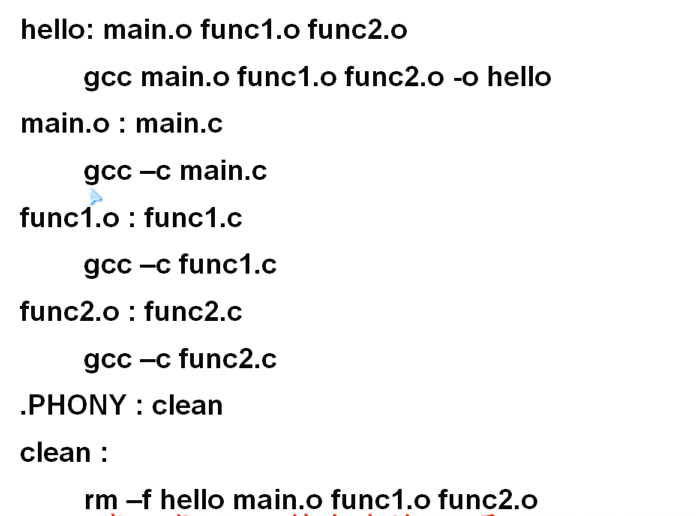 hello: main.o func1.o func2.o
gcc main.o func1.o func2.o -o hello
main.o : main.c
gcc –c main.c
func1.o : func1.c
gcc –c func1.c
func2.o : func2.c
gcc –c func2.c
.PHONY : clean
clean :
rm –f hello main.o func1.o func2.o